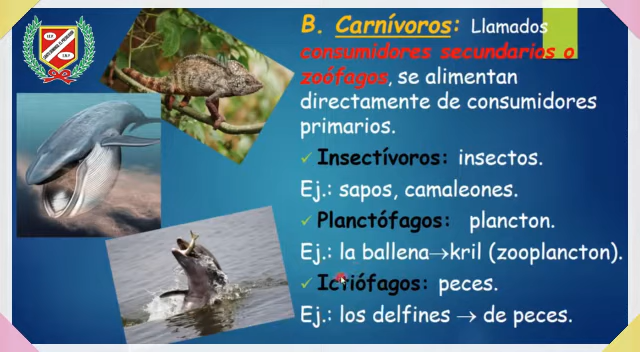 B. Carnívoros: Llamados
consumidores secundarios o
zoófagos, se alimentan
directamente de consumidores
primarios.
✓ Insectívoros: insectos.
Ej.: sapos, camaleones.
✓ Planctófagos: plancton.
Ej.: la ballena→kril (zooplancton).
✓ Ictiófagos: peces.
Ej.: los delfines → de peces.